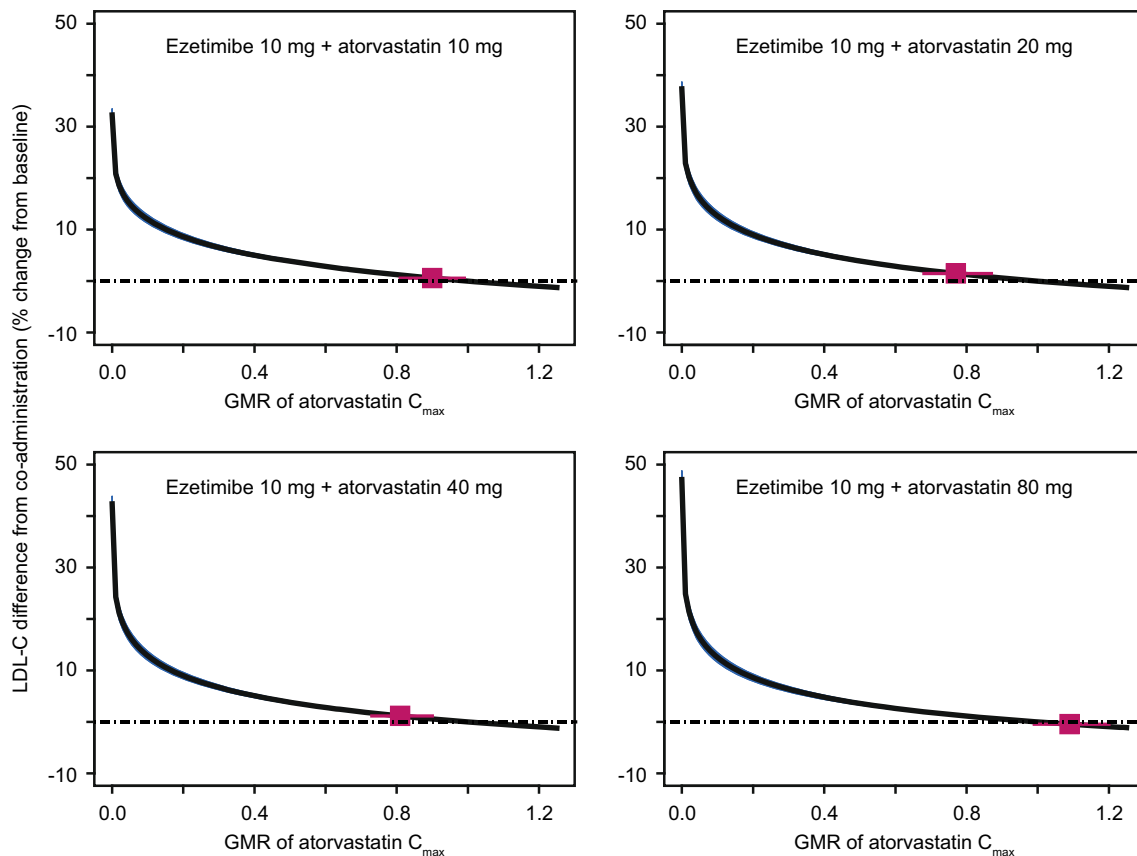 LDL-C difference from co-administration (% change from baseline)
Ezetimibe 10 mg + atorvastatin 10 mg
50
30
10
-10
0.0 0.4 0.8 1.2
GMR of atorvastatin Cmax
Ezetimibe 10 mg + atorvastatin 20 mg
50
30
10
-10
0.0 0.4 0.8 1.2
GMR of atorvastatin Cmax
Ezetimibe 10 mg + atorvastatin 40 mg
50
30
10
-10
0.0 0.4 0.8 1.2
GMR of atorvastatin Cmax
Ezetimibe 10 mg + atorvastatin 80 mg
50
30
10
-10
0.0 0.4 0.8 1.2
GMR of atorvastatin Cmax